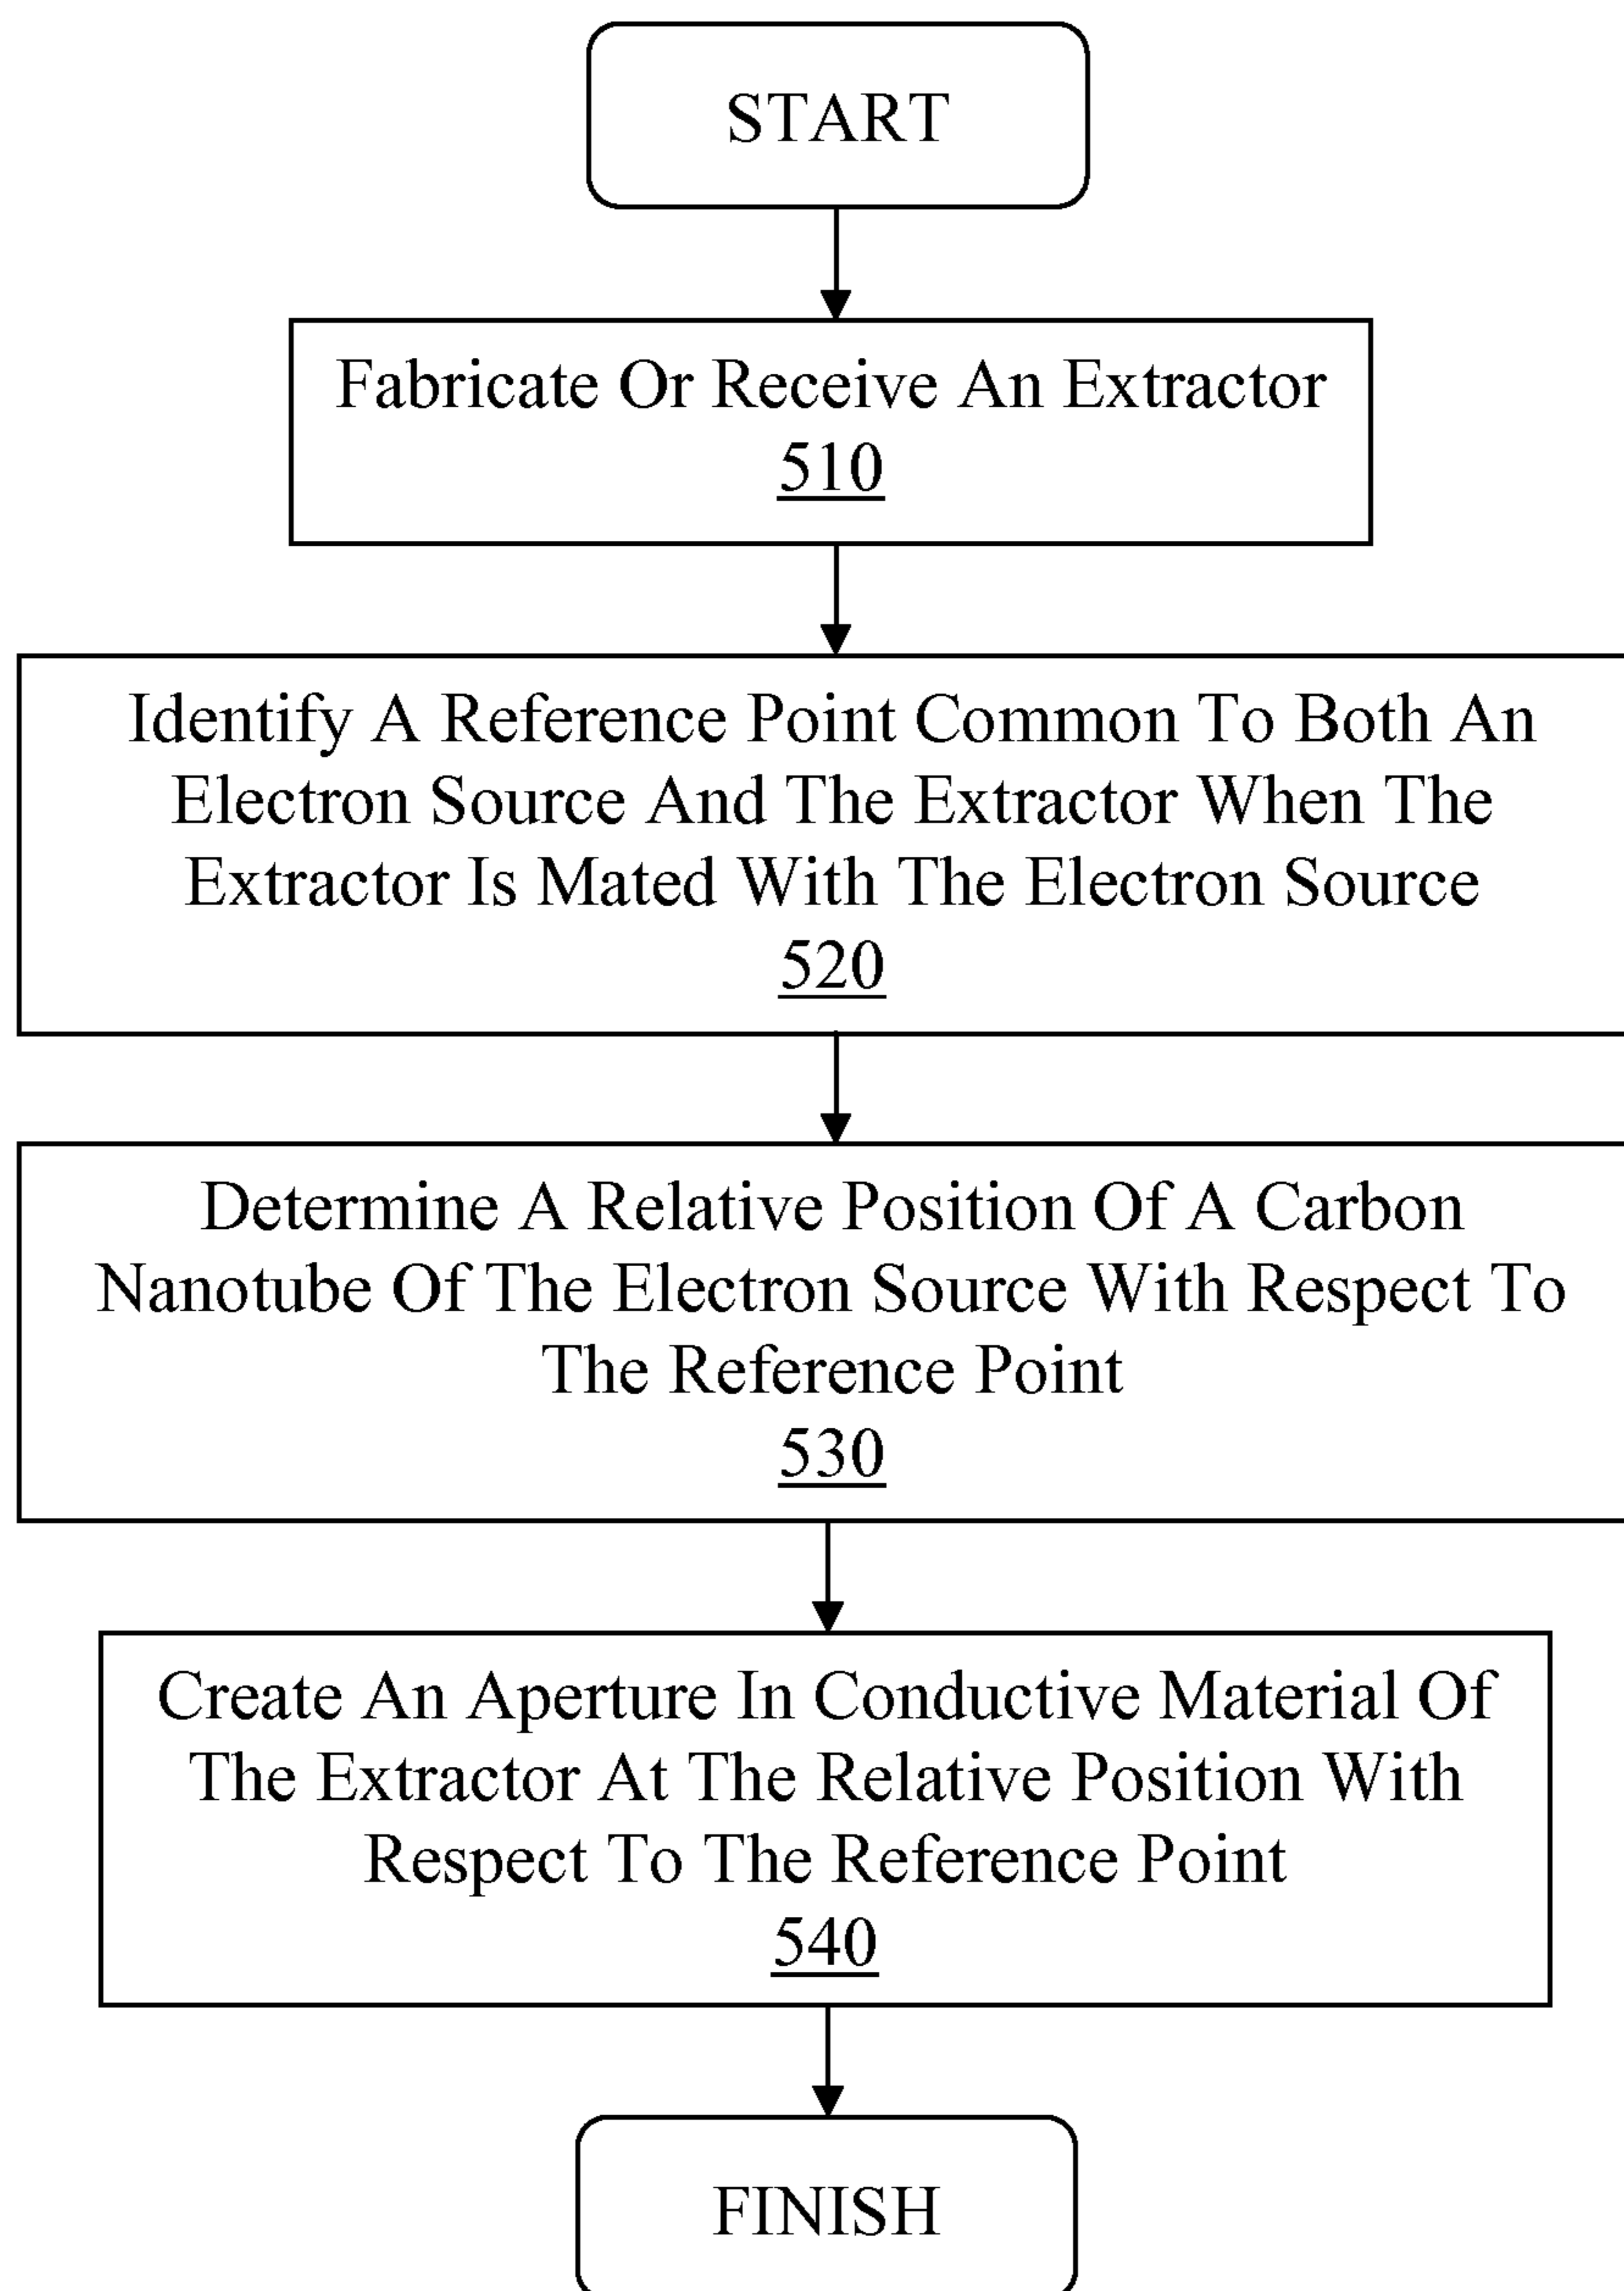 START
Fabricate Or Receive An Extractor
510
Identify A Reference Point Common To Both An
Electron Source And The Extractor When The
Extractor Is Mated With The Electron Source
520
Determine A Relative Position Of A Carbon
Nanotube Of The Electron Source With Respect To
The Reference Point
530
Create An Aperture In Conductive Material Of
The Extractor At The Relative Position With
Respect To The Reference Point
540
FINISH